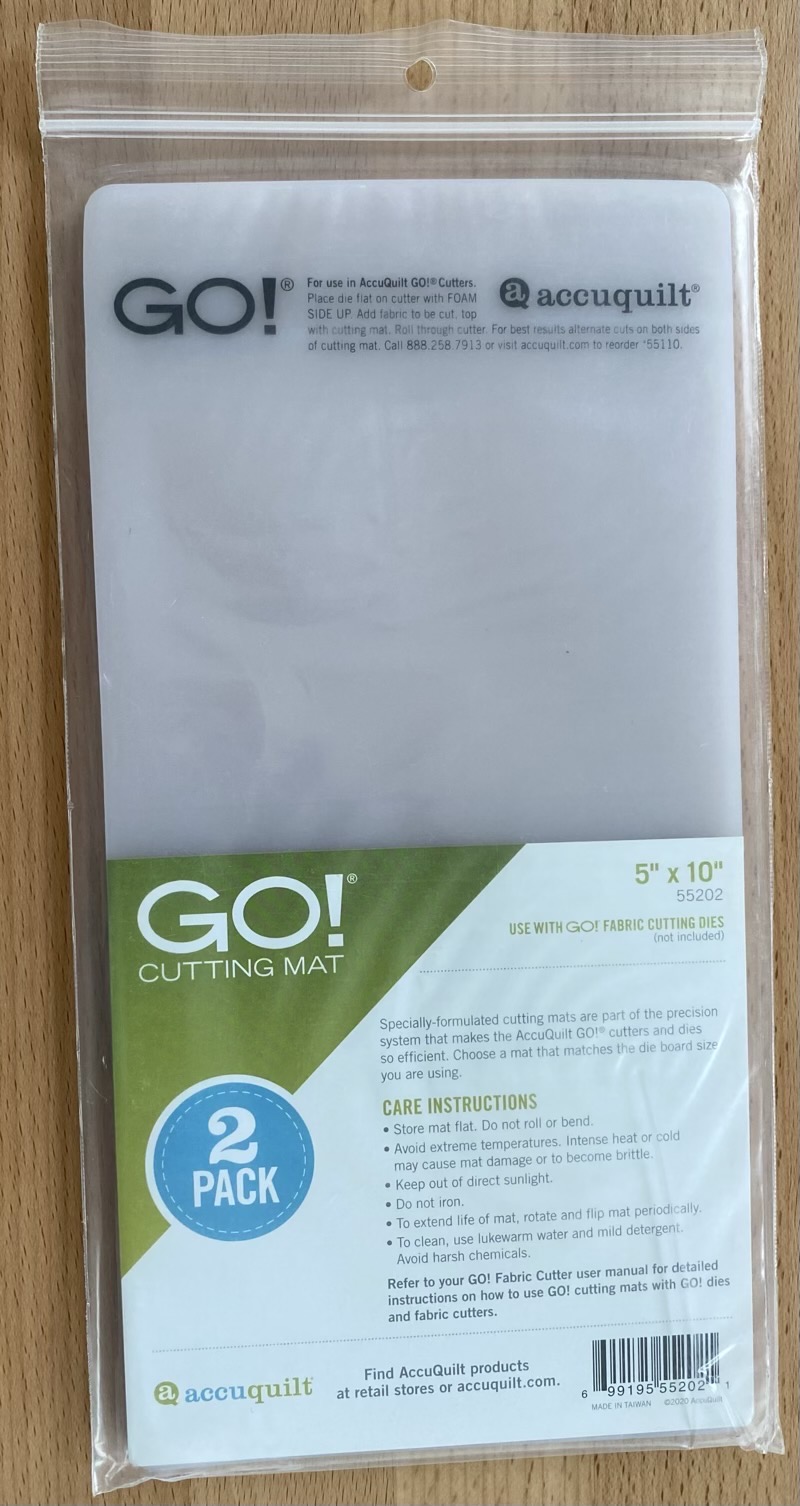 GO!®
For use in AccuQuilt GO!® Cutters.
Place die flat on cutter with FOAM
SIDE UP. Add fabric to be cut, top
with cutting mat. Roll through cutter. For best results alternate cuts on both sides
of cutting mat. Call 888.258.7913 or visit accuquilt.com to reorder *55110.
a accuquilt®
GO!®
CUTTING MAT
5" x 10"
55202
USE WITH GO! FABRIC CUTTING DIES
(not included)
Specially-formulated cutting mats are part of the precision
system that makes the AccuQuilt GO!® cutters and dies
so efficient. Choose a mat that matches the die board size
you are using.
2
PACK
CARE INSTRUCTIONS
• Store mat flat. Do not roll or bend.
• Avoid extreme temperatures. Intense heat or cold
may cause mat damage or to become brittle.
• Keep out of direct sunlight.
• Do not iron.
• To extend life of mat, rotate and flip mat periodically.
• To clean, use lukewarm water and mild detergent.
Avoid harsh chemicals.
Refer to your GO! Fabric Cutter user manual for detailed
instructions on how to use GO! cutting mats with GO! dies
and fabric cutters.
a accuquilt
Find AccuQuilt products
at retail stores or accuquilt.com.
6 99195 55202 1
MADE IN TAIWAN ©2020 AccuQuilt